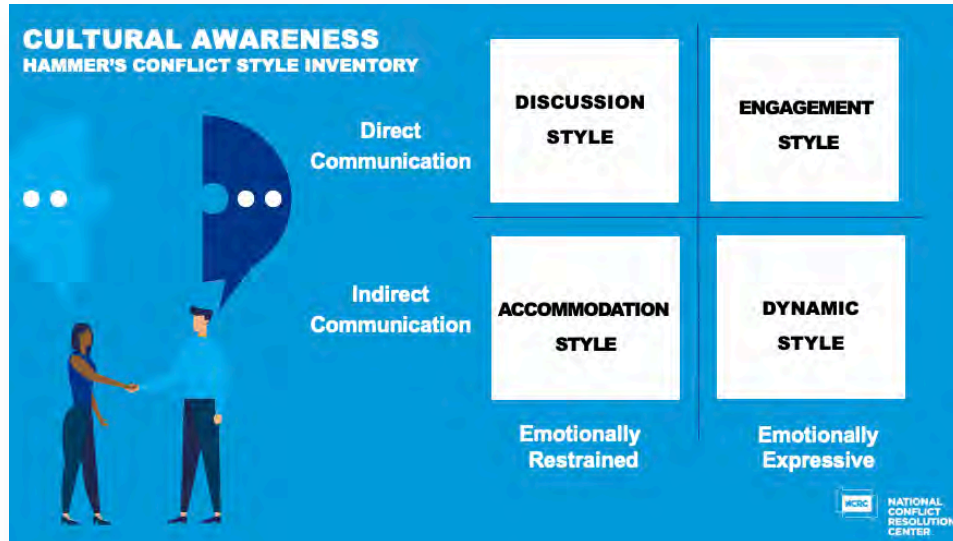 CULTURAL AWARENESS
HAMMER'S CONFLICT STYLE INVENTORY
Direct
Communication
DISCUSSION
STYLE
ENGAGEMENT
STYLE
Indirect
Communication
ACCOMMODATION
STYLE
DYNAMIC
STYLE
Emotionally
Restrained
Emotionally
Expressive
NCRC
NATIONAL
CONFLICT
RESOLUTION
CENTER